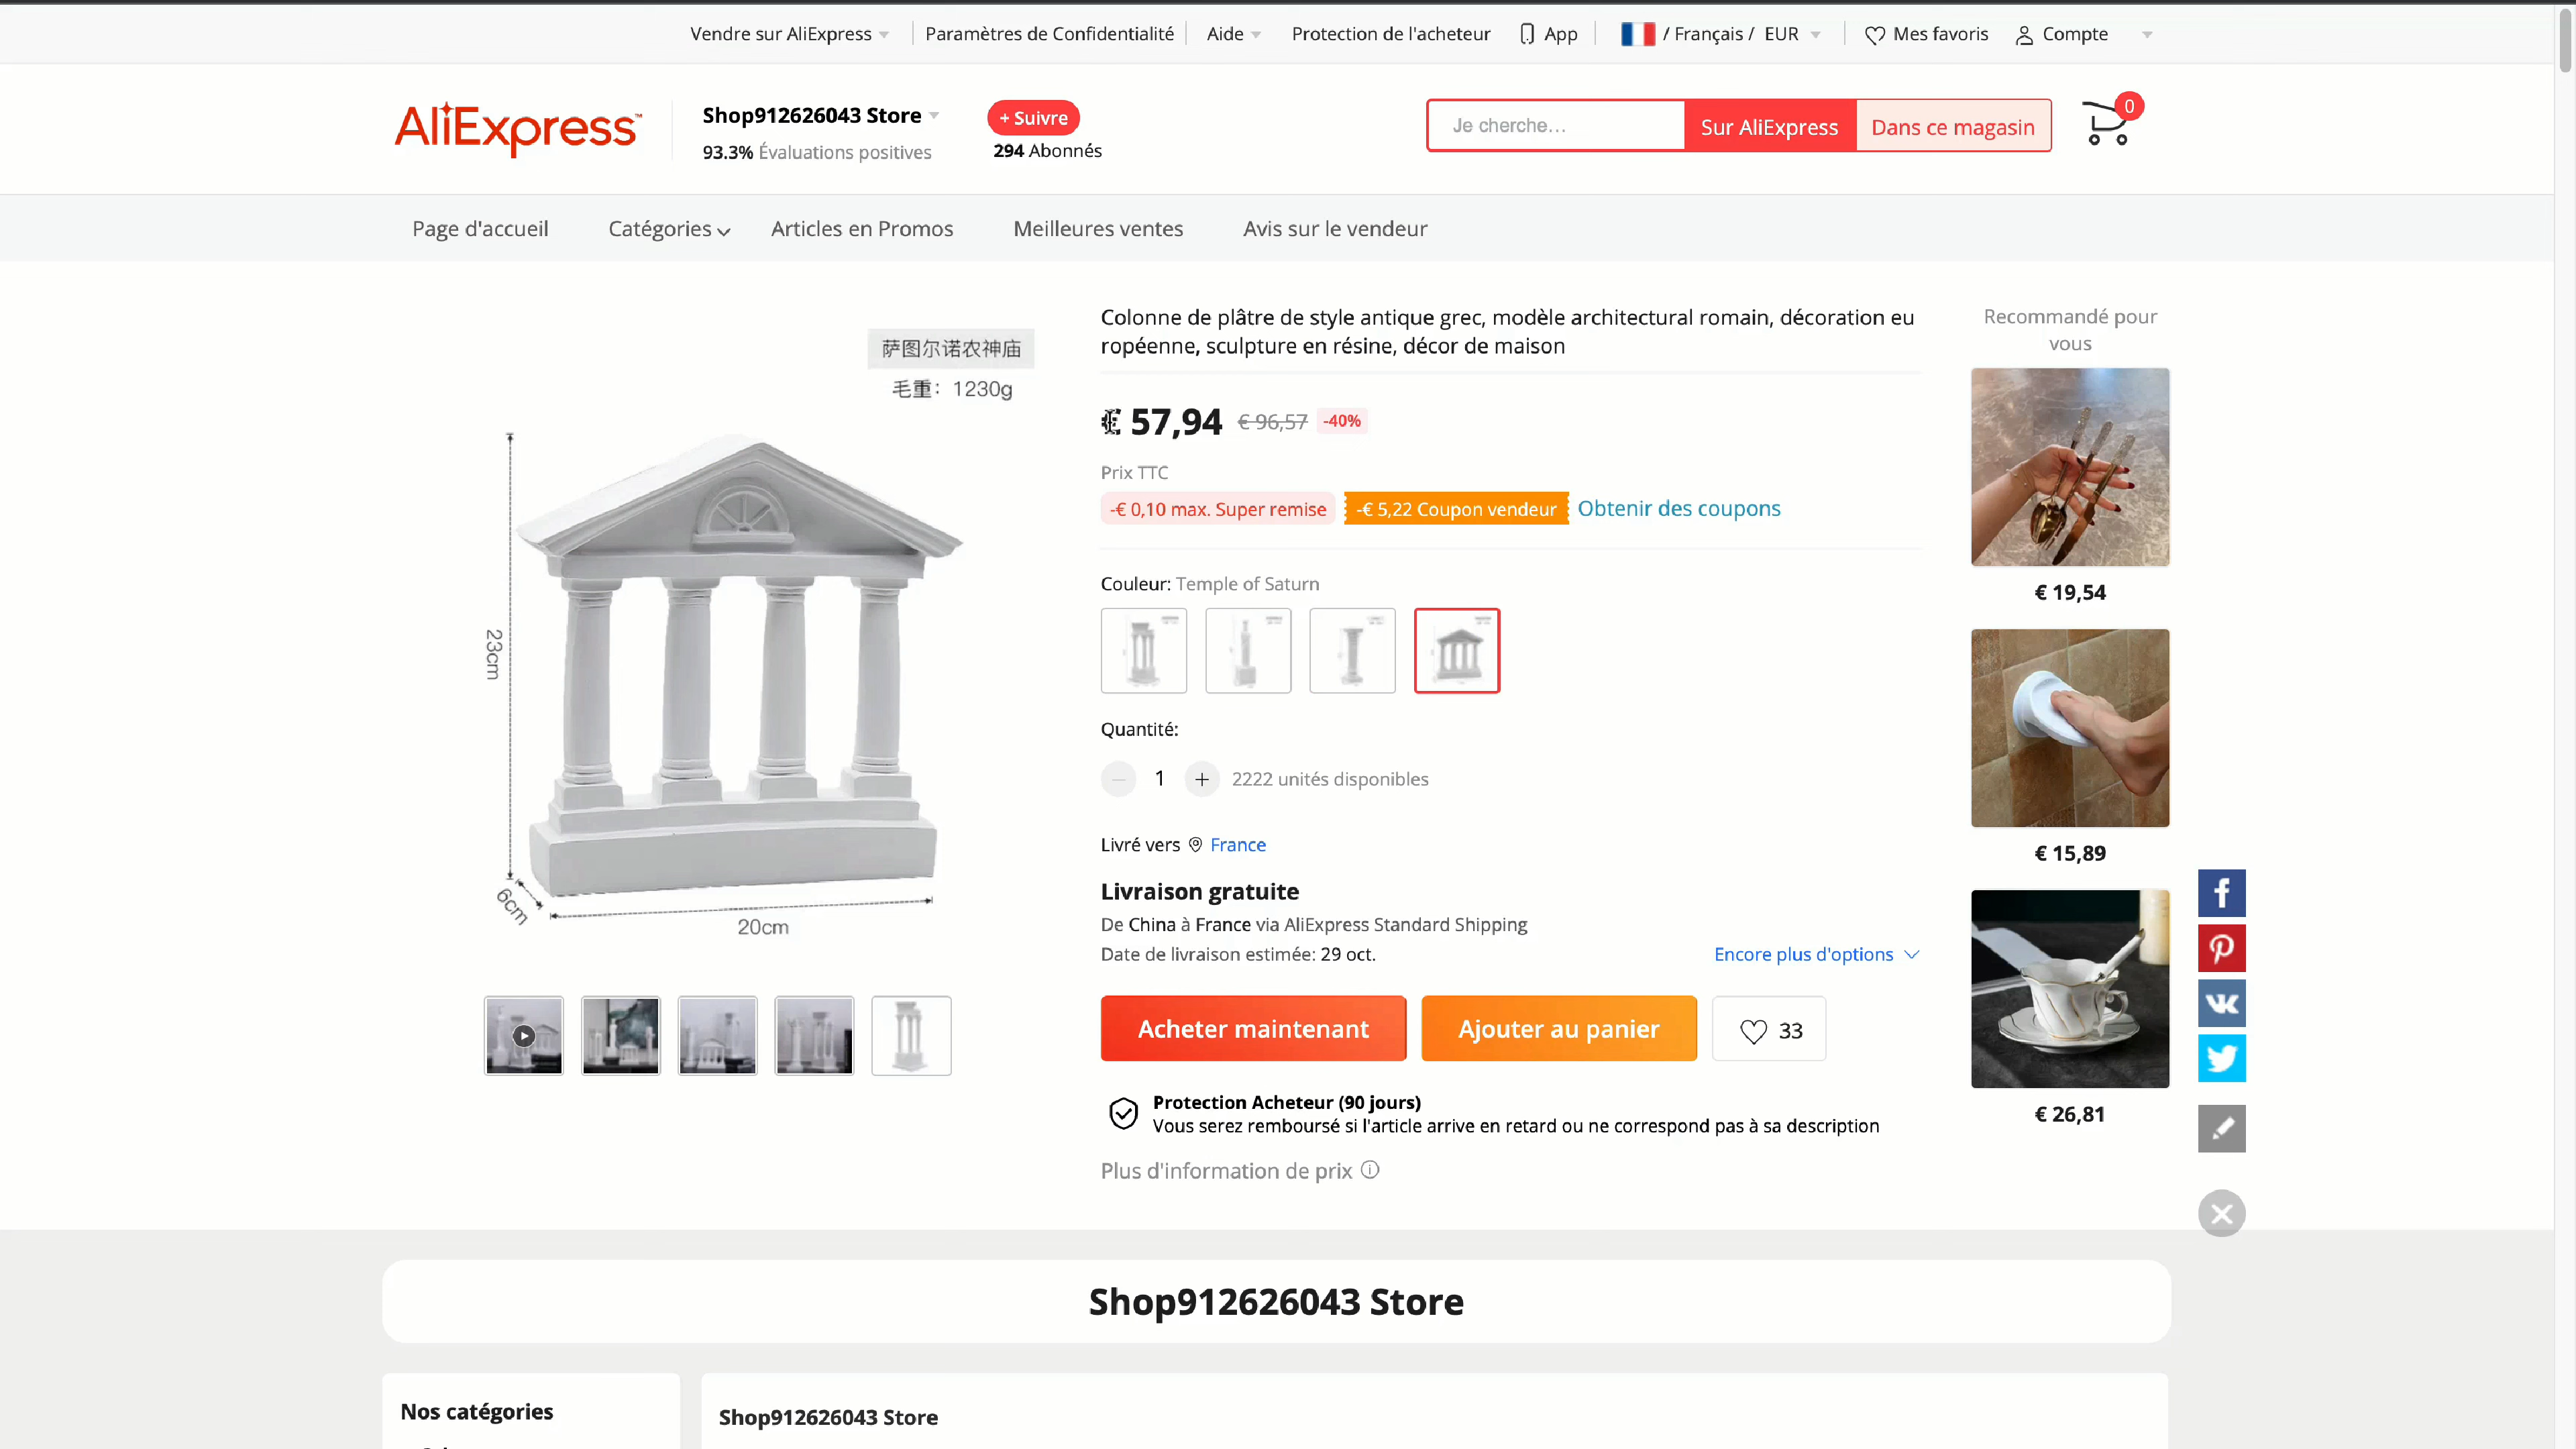 Vendre sur AliExpress
Paramètres de Confidentialité
Aide
Protection de l'acheteur
App
/ Français / EUR
Mes favoris
Compte
AliExpress™
Shop912626043 Store
93.3% Évaluations positives
+ Suivre
294 Abonnés
Je cherche...
Sur AliExpress
Dans ce magasin
0
Page d'accueil
Catégories
Articles en Promos
Meilleures ventes
Avis sur le vendeur
萨图尔诺农神庙
毛重：1230g
23cm
6cm
20cm
Colonne de plâtre de style antique grec, modèle architectural romain, décoration eu
ropéenne, sculpture en résine, décor de maison
€ 57,94 € 96,57 -40%
Prix TTC
-€ 0,10 max. Super remise
-€ 5,22 Coupon vendeur
Obtenir des coupons
Couleur: Temple of Saturn
Quantité:
1
+
2222 unités disponibles
Livré vers France
Livraison gratuite
De China à France via AliExpress Standard Shipping
Date de livraison estimée: 29 oct.
Encore plus d'options
Acheter maintenant
Ajouter au panier
33
Protection Acheteur (90 jours)
Vous serez remboursé si l'article arrive en retard ou ne correspond pas à sa description
Plus d'information de prix
Recommandé pour
vous
€ 19,54
€ 15,89
€ 26,81
Shop912626043 Store
Nos catégories
Shop912626043 Store